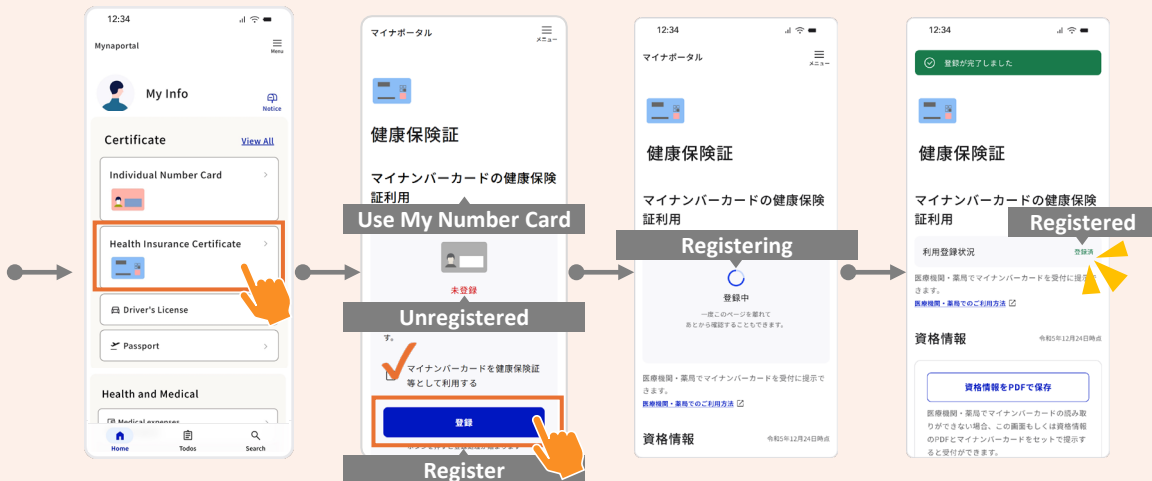 12:34
Mynaportal
Menu
My Info
Notice
Certificate
View All
Individual Number Card
Health Insurance Certificate
Driver's License
Passport
Health and Medical
Medical expenses
Home
Todos
Search
マイナポータル
メニュー
健康保険証
マイナンバーカードの健康保険
証利用
Use My Number Card
未登録
Unregistered
す。
マイナンバーカードを健康保険証
等として利用する
登録
Register
12:34
マイナポータル
メニュー
健康保険証
マイナンバーカードの健康保険
証利用
Registering
登録中
一度このページを離れて
あとから確認することもできます。
医療機関・薬局でマイナンバーカードを受付に提示で
きます。
医療機関・薬局でのご利用方法
資格情報
令和5年12月24日時点
12:34
登録が完了しました
健康保険証
マイナンバーカードの健康保険
証利用
Registered
利用登録状況
登録済
医療機関・薬局でマイナンバーカードを受付に提示
きます。
医療機関・薬局でのご利用方法
資格情報
令和5年12月24日時点
資格情報をPDFで保存
医療機関・薬局でマイナンバーカードの読み取
りができない場合、この画面もしくは資格情報
のPDFとマイナンバーカードをセットで提示す
ると受付ができます。